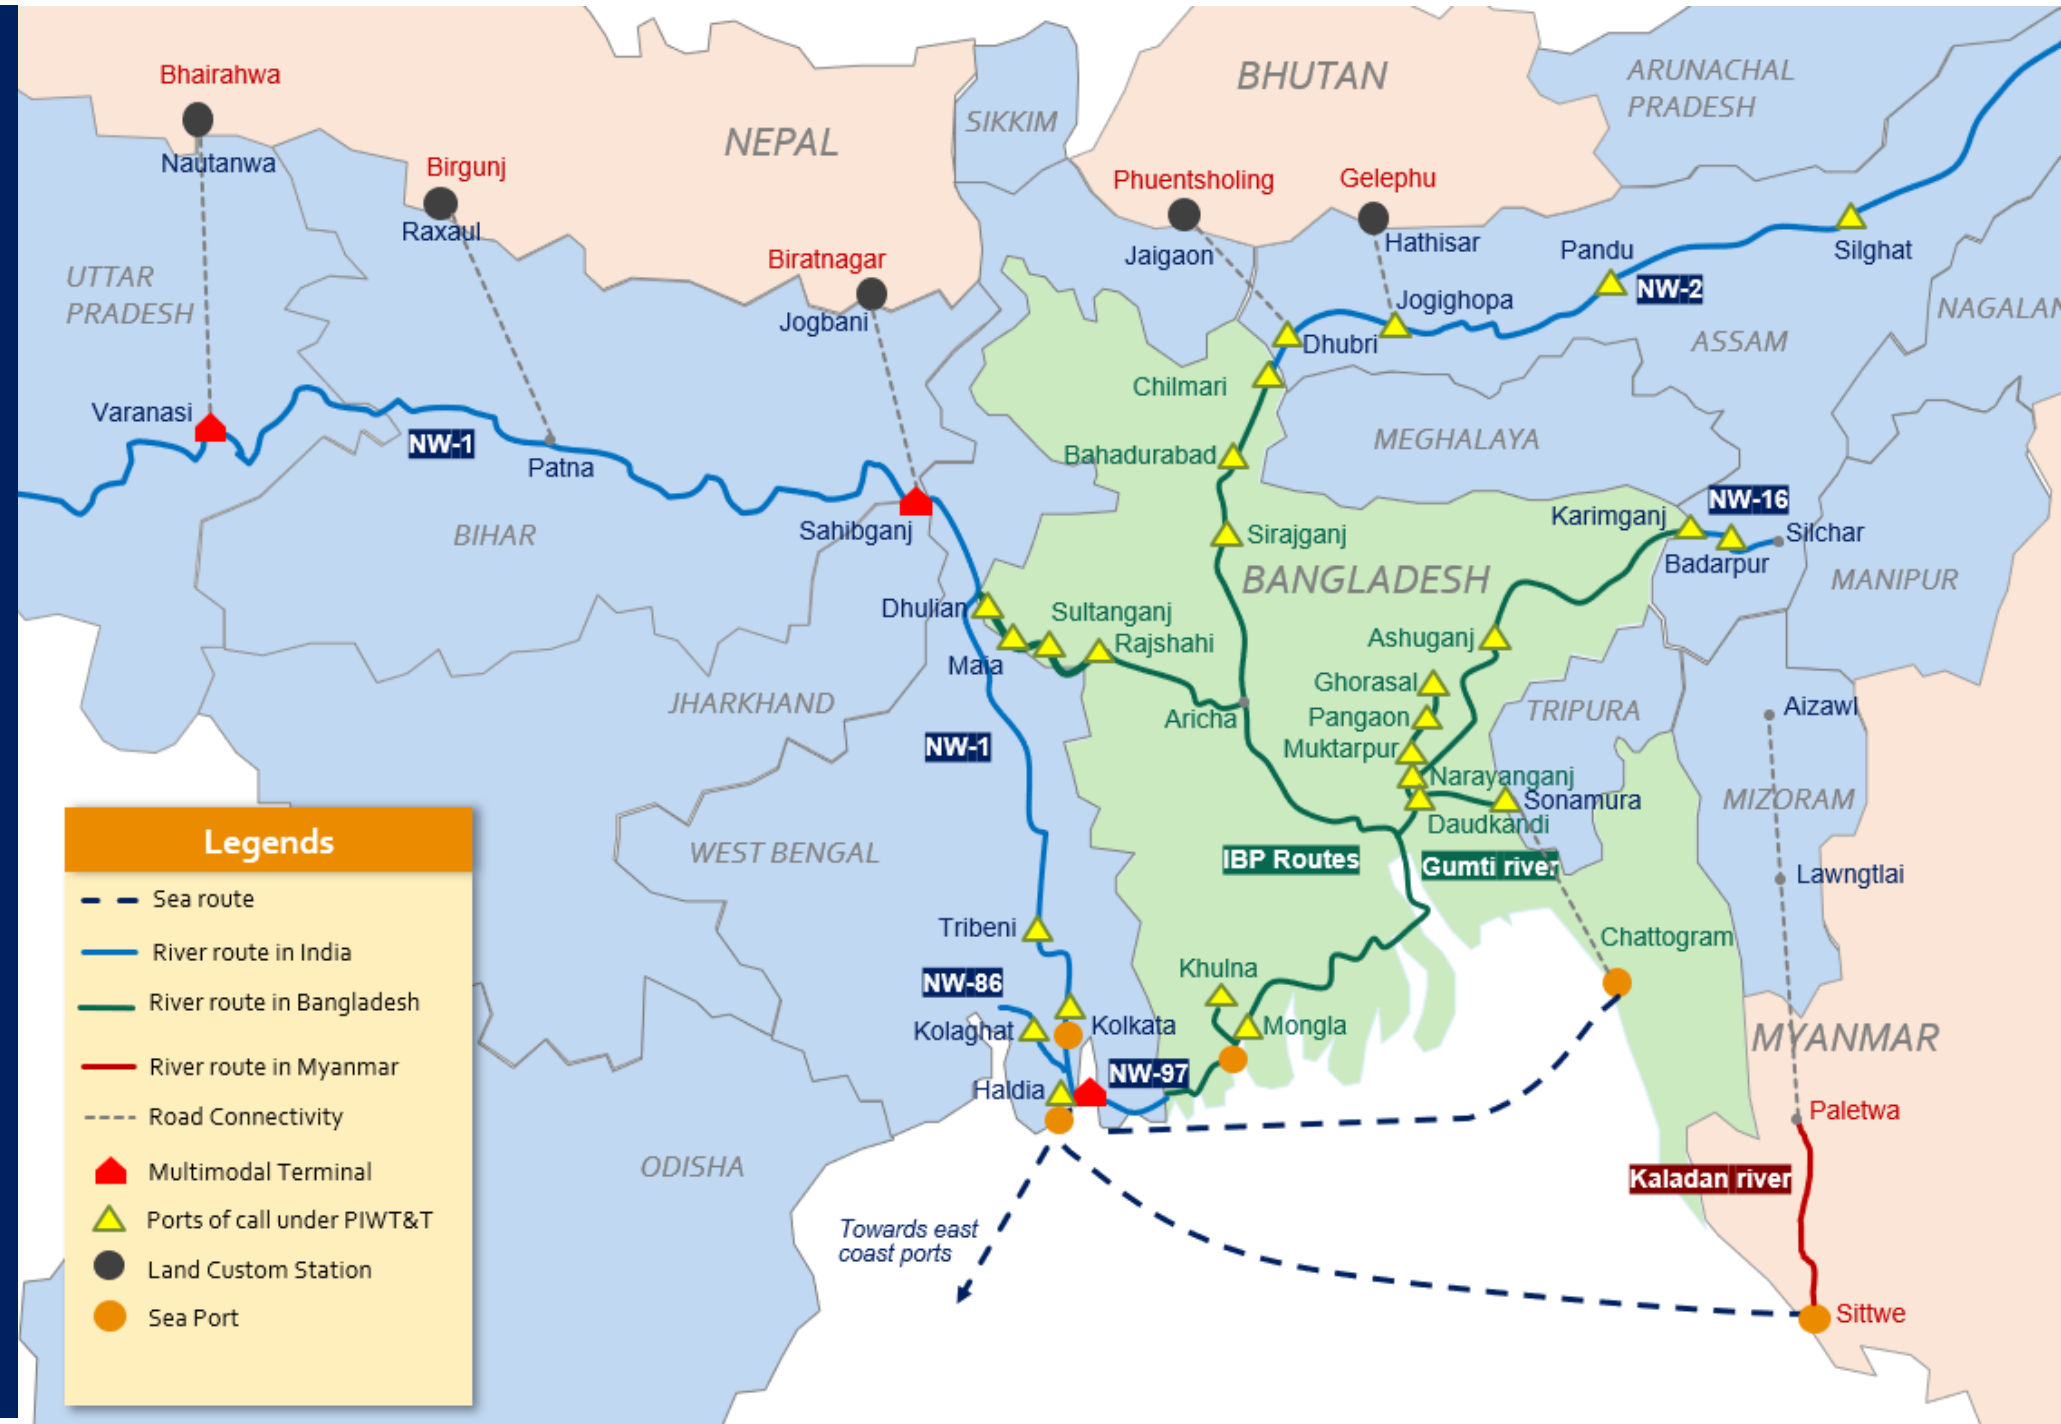 Bhairahwa
Nautanwa
Birgunj
Raxaul
NEPAL
SIKKIM
BHUTAN
ARUNACHAL
PRADESH
Phuentsholing
Gelephu
Jaigaon
Hathisar
Pandu
Silghat
NW-2
Jogighopa
Dhubri
ASSAM
NAGALAN
UTTAR
PRADESH
Biratnagar
Jogbani
Varanasi
NW-1
Patna
Sahibganj
BIHAR
Chilmari
Bahadurabad
MEGHALAYA
Sirajganj
BANGLADESH
Karimganj
NW-16
Silchar
Badarpur
MANIPUR
Dhulian
Sultanganj
Maia
Rajshahi
Aricha
Ashuganj
Ghorasal
Pangaon
Muktarpur
Narayanganj
Sonamura
Daudkandi
TRIPURA
Aizawl
MIZORAM
Lawngtlai
JHARKHAND
NW-1
WEST BENGAL
IBP Routes
Gumti river
Tribeni
Chattogram
NW-86
Khulna
Kolaghat
Kolkata
Mongla
MYANMAR
NW-97
Haldia
Paletwa
ODISHA
Kaladan river
Towards east
coast ports
Sittwe
Legends
Sea route
River route in India
River route in Bangladesh
River route in Myanmar
Road Connectivity
Multimodal Terminal
Ports of call under PIWT&T
Land Custom Station
Sea Port